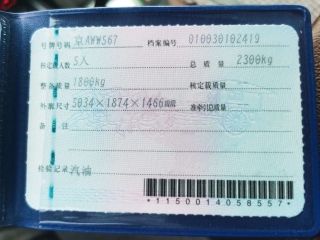 号牌号码 京AWW567 档案编号 010030102419
核定载人数 5人 总质量 2300kg
整备质量 1800kg 核定载质量
外廓尺寸 5034×1874×1466mm 准牵引总质量
备注
检验记录 汽油
*1150014058557*